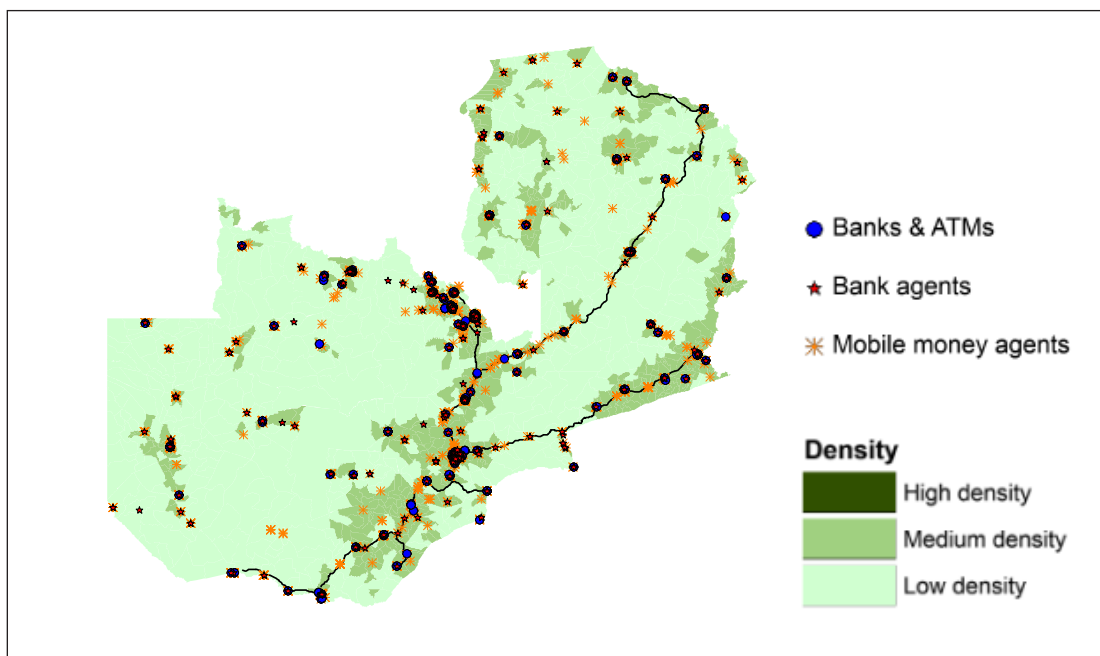 Banks & ATMs
Bank agents
Mobile money agents
Density
High density
Medium density
Low density